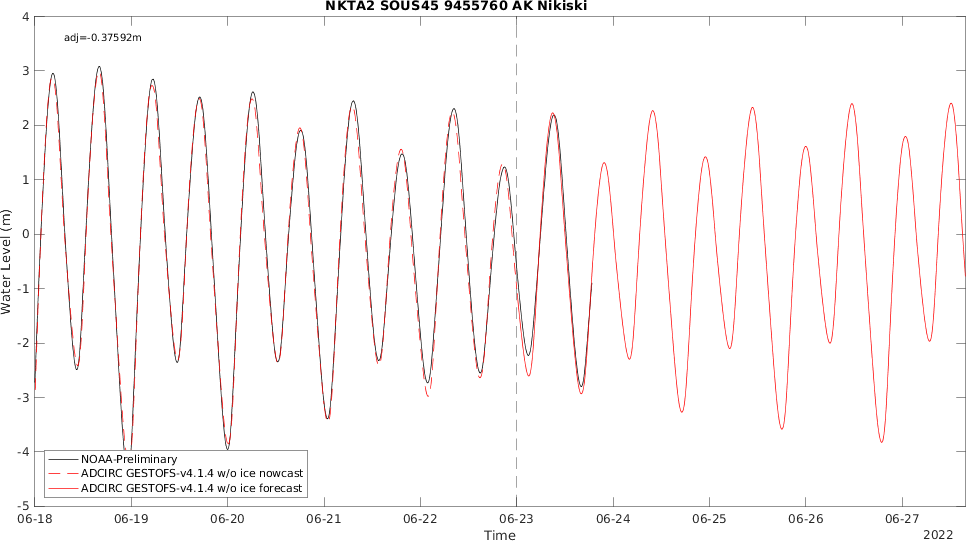 NKTA2 SOUS45 9455760 AK Nikiski
adj=-0.37592m
4
3
2
1
0
-1
-2
-3
-4
-5
Water Level (m)
NOAA-Preliminary
ADCIRC GESTOFS-v4.1.4 w/o ice nowcast
ADCIRC GESTOFS-v4.1.4 w/o ice forecast
06-18 06-19 06-20 06-21 06-22 06-23 06-24 06-25 06-26 06-27
Time
2022